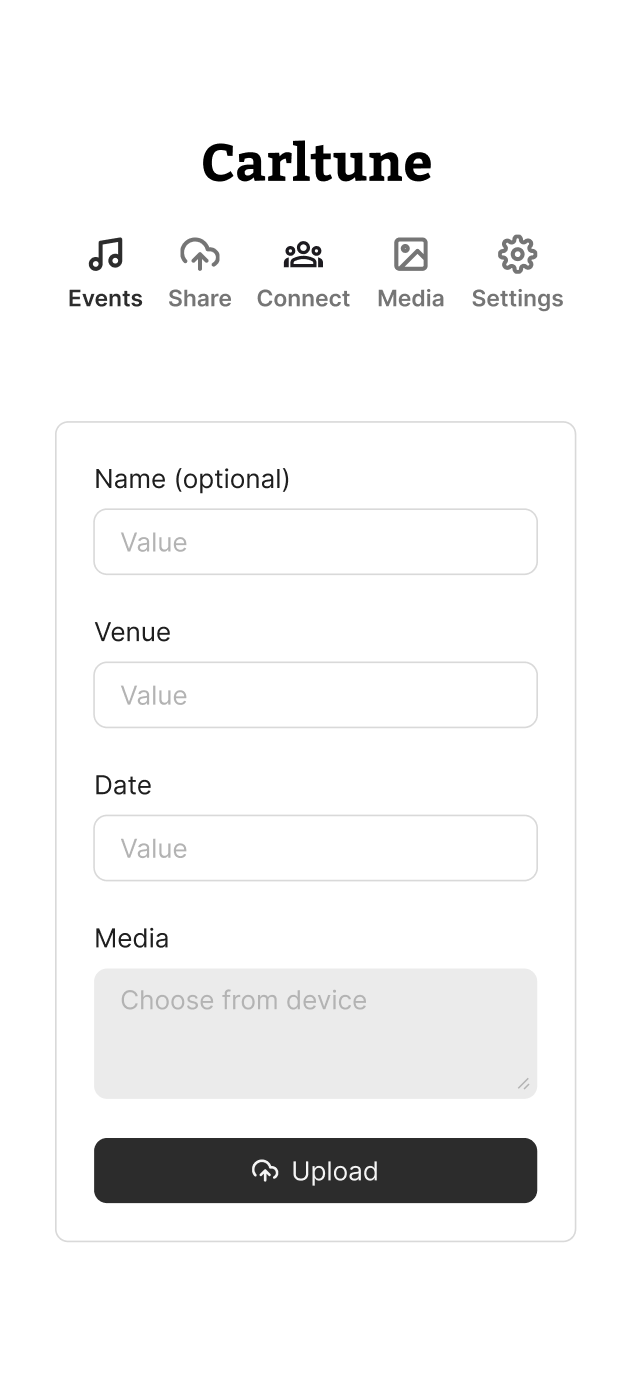 Carltune
Events Share Connect Media Settings
Name (optional)
Value
Venue
Value
Date
Value
Media
Choose from device
Upload